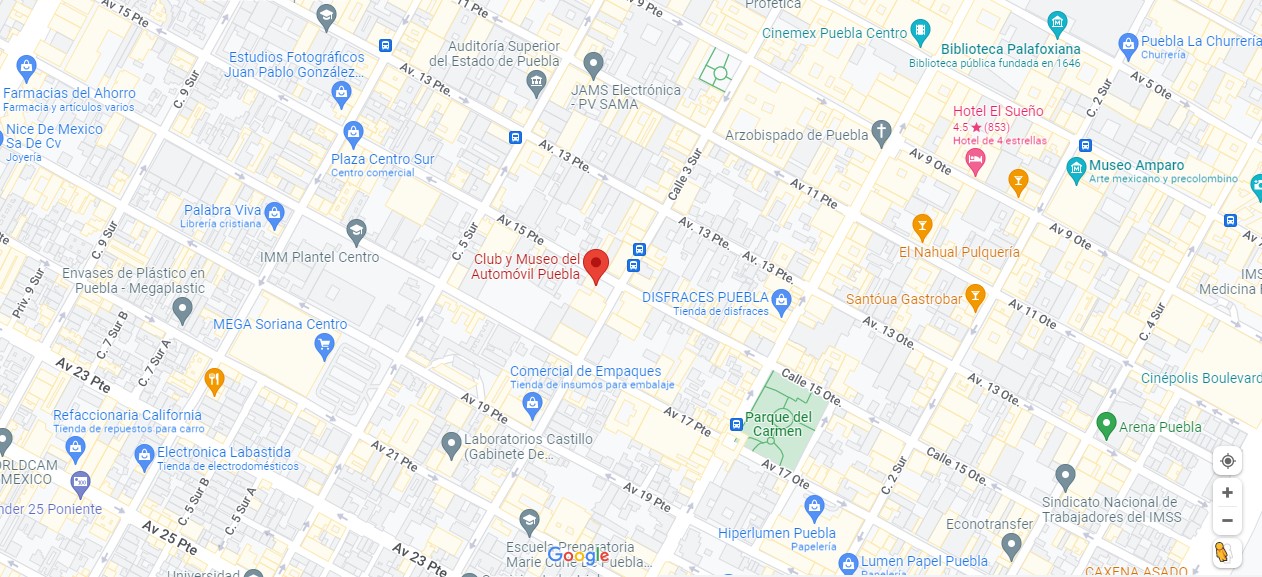 Av 15 Pte
11 Pte
Profética
Cinemex Puebla Centro
Biblioteca Palafoxiana
Biblioteca pública fundada en 1646
Puebla La Churrería
Churrería
Auditoría Superior
del Estado de Puebla
Estudios Fotográficos
Juan Pablo González...
Av. 13 Pte.
C. 9 Sur
Farmacias del Ahorro
Farmacia y artículos varios
JAMS Electrónica
- PV SAMA
Av 5 Ote
C. 2 Sur
Hotel El Sueño
4.5 ★ (853)
Hotel de 4 estrellas
Nice De Mexico
Sa De Cv
Joyería
Arzobispado de Puebla
Plaza Centro Sur
Centro comercial
Av. 13 Pte.
Calle 3 Sur
Av 9 Ote
Museo Amparo
Arte mexicano y precolombino
Av 11 Pte
Palabra Viva
Librería cristiana
C. 9 Sur
IMM Plantel Centro
C. 5 Sur
Av 15 Pte
Av. 13 Pte.
Av 9 Ote
El Nahual Pulquería
Club y Museo del
Automóvil Puebla
Av. 13 Pte
Envases de Plástico en
Puebla - Megaplastic
Priv. 9 Sur
IMS
Medicina
DISFRACES PUEBLA
Tienda de disfraces
Santóua Gastrobar
Av 11 Ote
C. 4 Sur
C. 7 Sur B
C. 7 Sur A
MEGA Soriana Centro
Av. 13 Ote.
Av 23 Pte
Comercial de Empaques
Tienda de insumos para embalaje
Calle 15 Ote.
Av. 13 Ote.
Cinépolis Boulevard
Av 19 Pte
Av 17 Pte
Parque del
Carmen
Arena Puebla
Refaccionaria California
Tienda de repuestos para carro
Laboratorios Castillo
(Gabinete De...
Electrónica Labastida
Tienda de electrodomésticos
Av 21 Pte
Av 17 Ote
Calle 15 Ote.
C. 2 Sur
ORLDCAM
MEXICO
nder 25 Poniente
C. 5 Sur B
C. 5 Sur A
Av 19 Pte
Sindicato Nacional de
Trabajadores del IMSS
Av 25 Pte
Av 23 Pte
Escuela Preparatoria
Marie Curie De Puebla...
Google
Hiperlumen Puebla
Papelería
Econotransfer
Lumen Papel Puebla
Papelería
CAXENA ASADO
Universidad